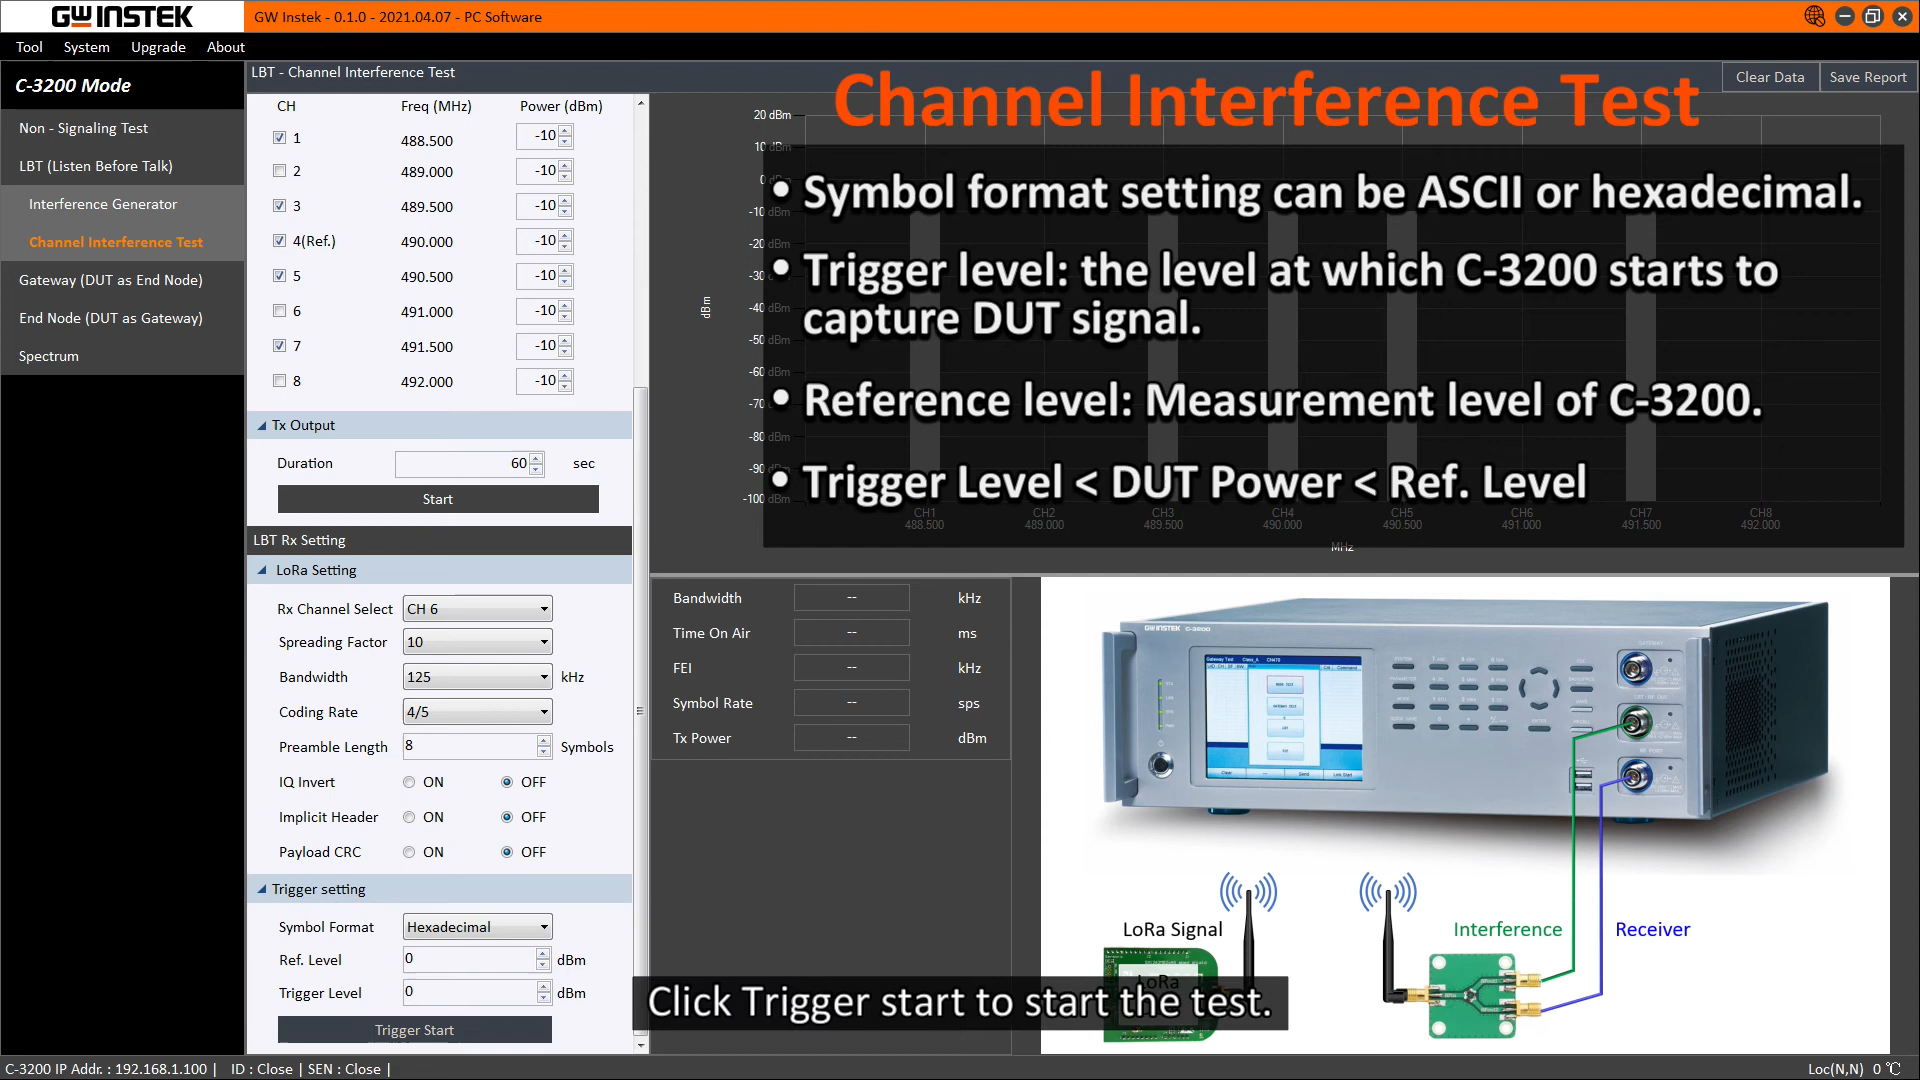 GW INSTEK
GW Instek - 0.1.0 - 2021.04.07 - PC Software
Tool System Upgrade About
C-3200 Mode
Non - Signaling Test
LBT (Listen Before Talk)
Interference Generator
Channel Interference Test
Gateway (DUT as End Node)
End Node (DUT as Gateway)
Spectrum
LBT - Channel Interference Test
Clear Data Save Report
CH Freq (MHz) Power (dBm)
1 488.500 -10
2 489.000 -10
3 489.500 -10
4(Ref.) 490.000 -10
5 490.500 -10
6 491.000 -10
7 491.500 -10
8 492.000 -10
Tx Output
Duration 60 sec
Start
LBT Rx Setting
LoRa Setting
Rx Channel Select CH 6
Spreading Factor 10
Bandwidth 125 kHz
Coding Rate 4/5
Preamble Length 8 Symbols
IQ Invert ON OFF
Implicit Header ON OFF
Payload CRC ON OFF
Trigger setting
Symbol Format Hexadecimal
Ref. Level 0 dBm
Trigger Level 0 dBm
Trigger Start
Channel Interference Test
• Symbol format setting can be ASCII or hexadecimal.
• Trigger level: the level at which C-3200 starts to
capture DUT signal.
• Reference level: Measurement level of C-3200.
• Trigger Level < DUT Power < Ref. Level
dBm
20 dBm
10 dBm
0 dBm
-10 dBm
-20 dBm
-30 dBm
-40 dBm
-50 dBm
-60 dBm
-70 dBm
-80 dBm
-90 dBm
-100 dBm
CH1 CH2 CH3 CH4 CH5 CH6 CH7 CH8
488.500 489.000 489.500 490.000 490.500 491.000 491.500 492.000
MHz
Bandwidth -- kHz
Time On Air -- ms
FEI -- kHz
Symbol Rate -- sps
Tx Power -- dBm
GW INSTEK C-3200
LoRa Signal
LoRa
Interference
Receiver
Click Trigger start to start the test.
C-3200 IP Addr. : 192.168.1.100 | ID : Close | SEN : Close |
Loc(N,N) 0 ℃